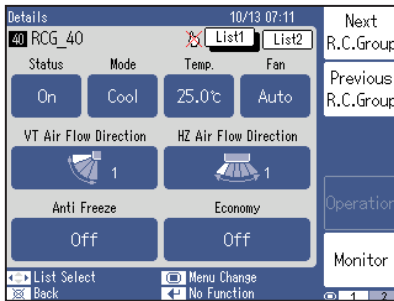 Details 10/13 07:11
40 RCG_40 List1 List2
Status Mode Temp. Fan
On Cool 25.0℃ Auto
VT Air Flow Direction HZ Air Flow Direction
1 1
Anti Freeze Economy
Off Off
List Select Menu Change
Back No Function
Next
R.C.Group
Previous
R.C.Group
Operation
Monitor
1 2